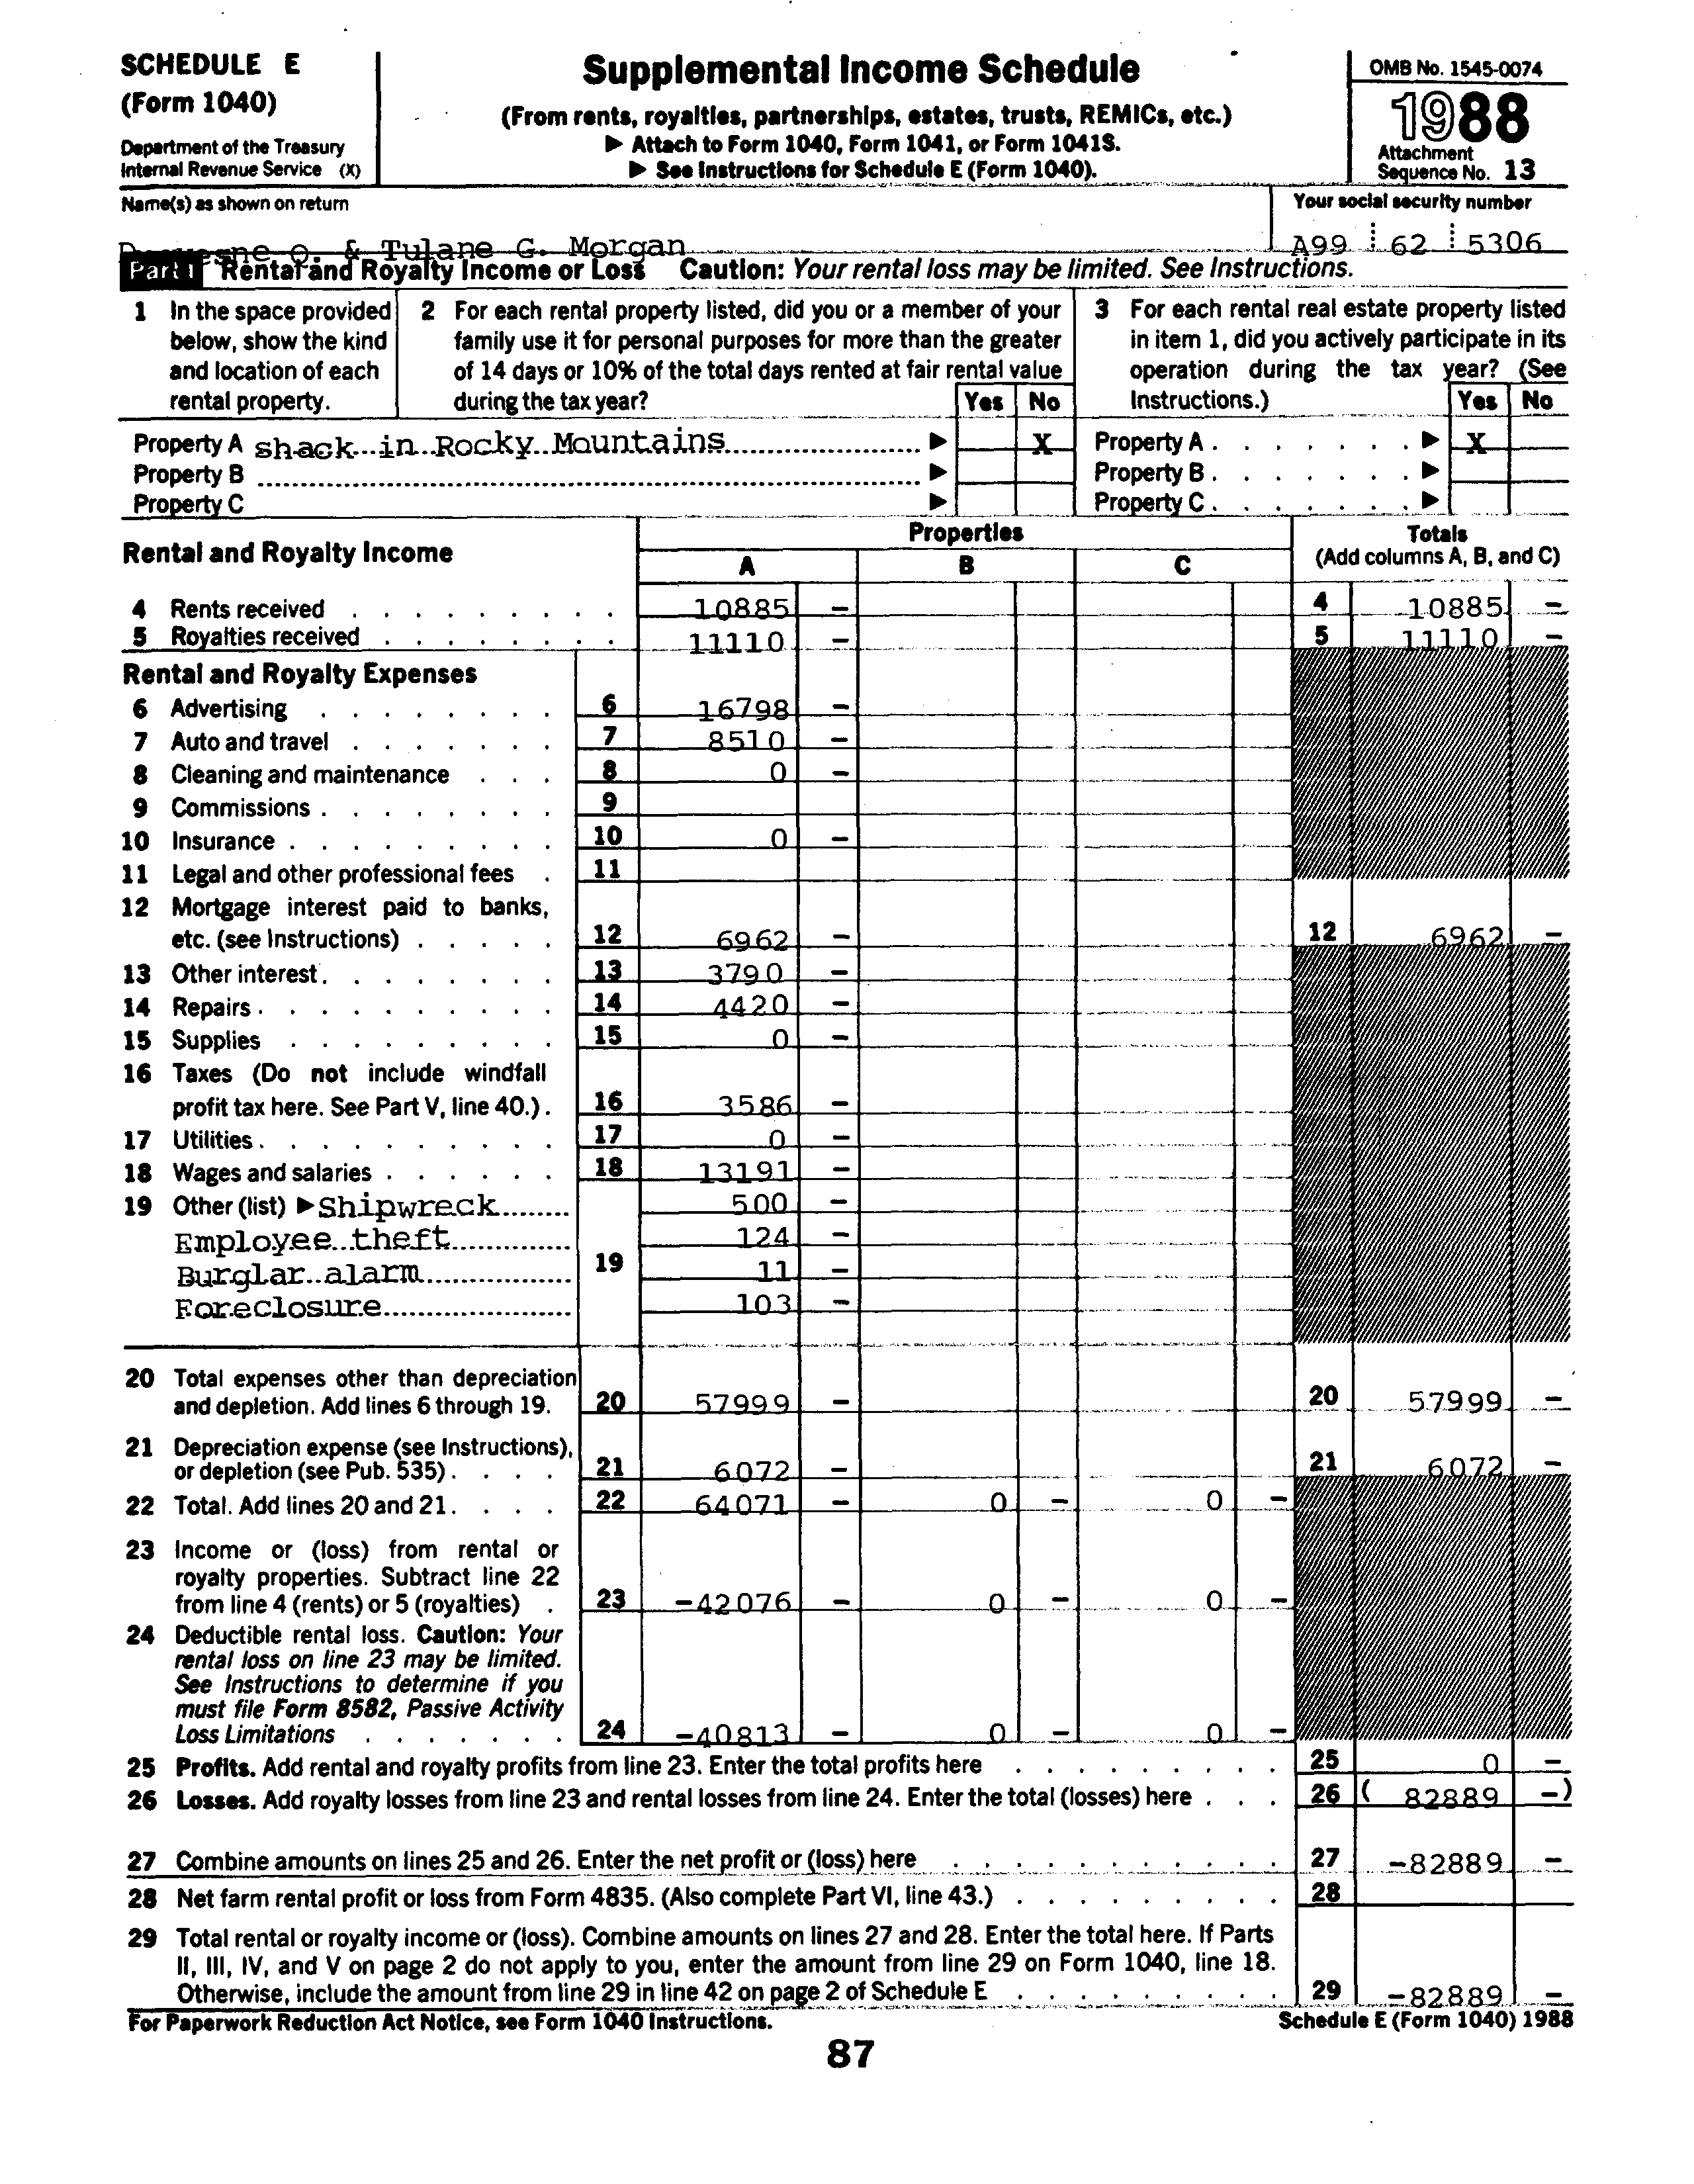 SCHEDULE E
(Form 1040)
Department of the Treasury
Internal Revenue Service (X)
Supplemental Income Schedule
(From rents, royalties, partnerships, estates, trusts, REMICs, etc.)
▶ Attach to Form 1040, Form 1041, or Form 1041S.
▶ See Instructions for Schedule E (Form 1040).
OMB No. 1545-0074
1988
Attachment
Sequence No. 13
Name(s) as shown on return
Your social security number
O. & Tulane G. Morgan
A99 62 5306
Part I Rental and Royalty Income or Loss Caution: Your rental loss may be limited. See Instructions.
1 In the space provided below, show the kind and location of each rental property.
2 For each rental property listed, did you or a member of your family use it for personal purposes for more than the greater of 14 days or 10% of the total days rented at fair rental value during the tax year? Yes No
3 For each rental real estate property listed in item 1, did you actively participate in its operation during the tax year? (See Instructions.) Yes No
Property A shack in Rocky Mountains ▶ X Property A ▶ X
Property B ▶ Property B ▶
Property C ▶ Property C ▶
Rental and Royalty Income
Properties
A B C
Totals
(Add columns A, B, and C)
4 Rents received 10885 – 4 10885 –
5 Royalties received 11110 – 5 11110 –
Rental and Royalty Expenses
6 Advertising 6 16798 –
7 Auto and travel 7 8510 –
8 Cleaning and maintenance 8 0 –
9 Commissions 9
10 Insurance 10 0 –
11 Legal and other professional fees 11
12 Mortgage interest paid to banks,
etc. (see Instructions) 12 6962 – 12 6962 –
13 Other interest 13 3790 –
14 Repairs 14 4420 –
15 Supplies 15 0 –
16 Taxes (Do not include windfall
profit tax here. See Part V, line 40.) 16 3586 –
17 Utilities 17 0 –
18 Wages and salaries 18 13191 –
19 Other (list) ▶ Shipwreck 500 –
Employee theft 124 –
Burglar alarm 19 11 –
Foreclosure 103 –
20 Total expenses other than depreciation
and depletion. Add lines 6 through 19. 20 57999 – 20 57999 –
21 Depreciation expense (see Instructions),
or depletion (see Pub. 535) 21 6072 – 21 6072 –
22 Total. Add lines 20 and 21 22 64071 – 0 – 0 –
23 Income or (loss) from rental or
royalty properties. Subtract line 22
from line 4 (rents) or 5 (royalties) 23 -42076 – 0 – 0 –
24 Deductible rental loss. Caution: Your
rental loss on line 23 may be limited.
See Instructions to determine if you
must file Form 8582, Passive Activity
Loss Limitations 24 -40813 – 0 – 0 –
25 Profits. Add rental and royalty profits from line 23. Enter the total profits here 25 0 –
26 Losses. Add royalty losses from line 23 and rental losses from line 24. Enter the total (losses) here 26 ( 82889 –)
27 Combine amounts on lines 25 and 26. Enter the net profit or (loss) here 27 -82889 –
28 Net farm rental profit or loss from Form 4835. (Also complete Part VI, line 43.) 28
29 Total rental or royalty income or (loss). Combine amounts on lines 27 and 28. Enter the total here. If Parts
II, III, IV, and V on page 2 do not apply to you, enter the amount from line 29 on Form 1040, line 18.
Otherwise, include the amount from line 29 in line 42 on page 2 of Schedule E 29 -82889 –
For Paperwork Reduction Act Notice, see Form 1040 Instructions.
Schedule E (Form 1040) 1988
87